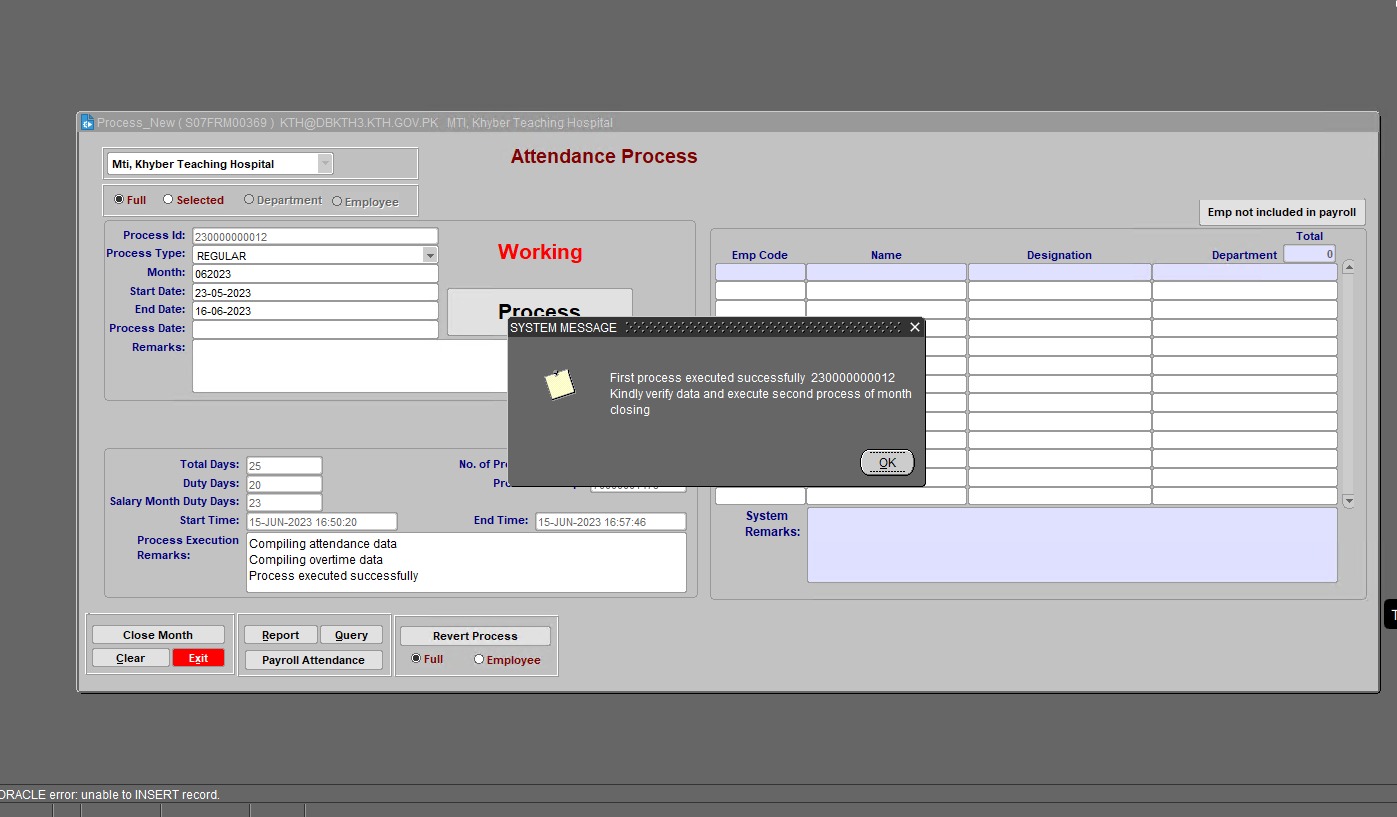 Process_New ( S07FRM00369 )  KTH@DBKTH3.KTH.GOV.PK   MTI, Khyber Teaching Hospital
Mti, Khyber Teaching Hospital
Attendance Process
Full Selected Department Employee
Emp not included in payroll
Process Id: 230000000012
Process Type: REGULAR
Month: 062023
Start Date: 23-05-2023
End Date: 16-06-2023
Process Date:
Remarks:
Working
Process
Total
Emp Code Name Designation Department 0
SYSTEM MESSAGE
First process executed successfully  230000000012
Kindly verify data and execute second process of month
closing
OK
Total Days: 25
Duty Days: 20
Salary Month Duty Days: 23
No. of
Start Time: 15-JUN-2023 16:50:20 End Time: 15-JUN-2023 16:57:46
Process Execution
Remarks:
Compiling attendance data
Compiling overtime data
Process executed successfully
System
Remarks:
Close Month
Clear Exit
Report Query
Payroll Attendance
Revert Process
Full Employee
T
ORACLE error: unable to INSERT record.